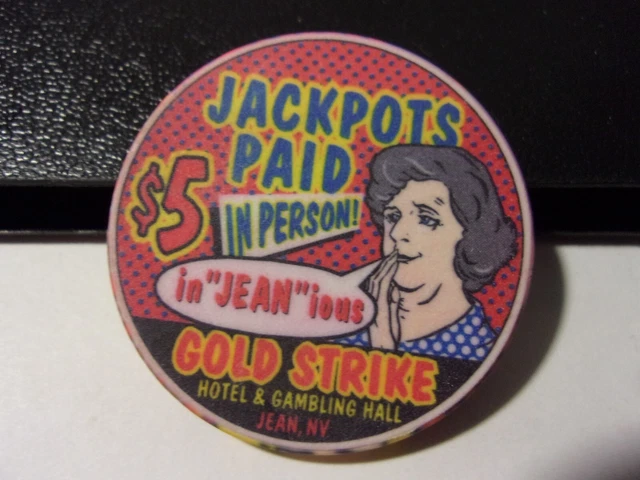 JACKPOTS
PAID
$5
IN PERSON!
in "JEAN"ious
GOLD STRIKE
HOTEL & GAMBLING HALL
JEAN, NV